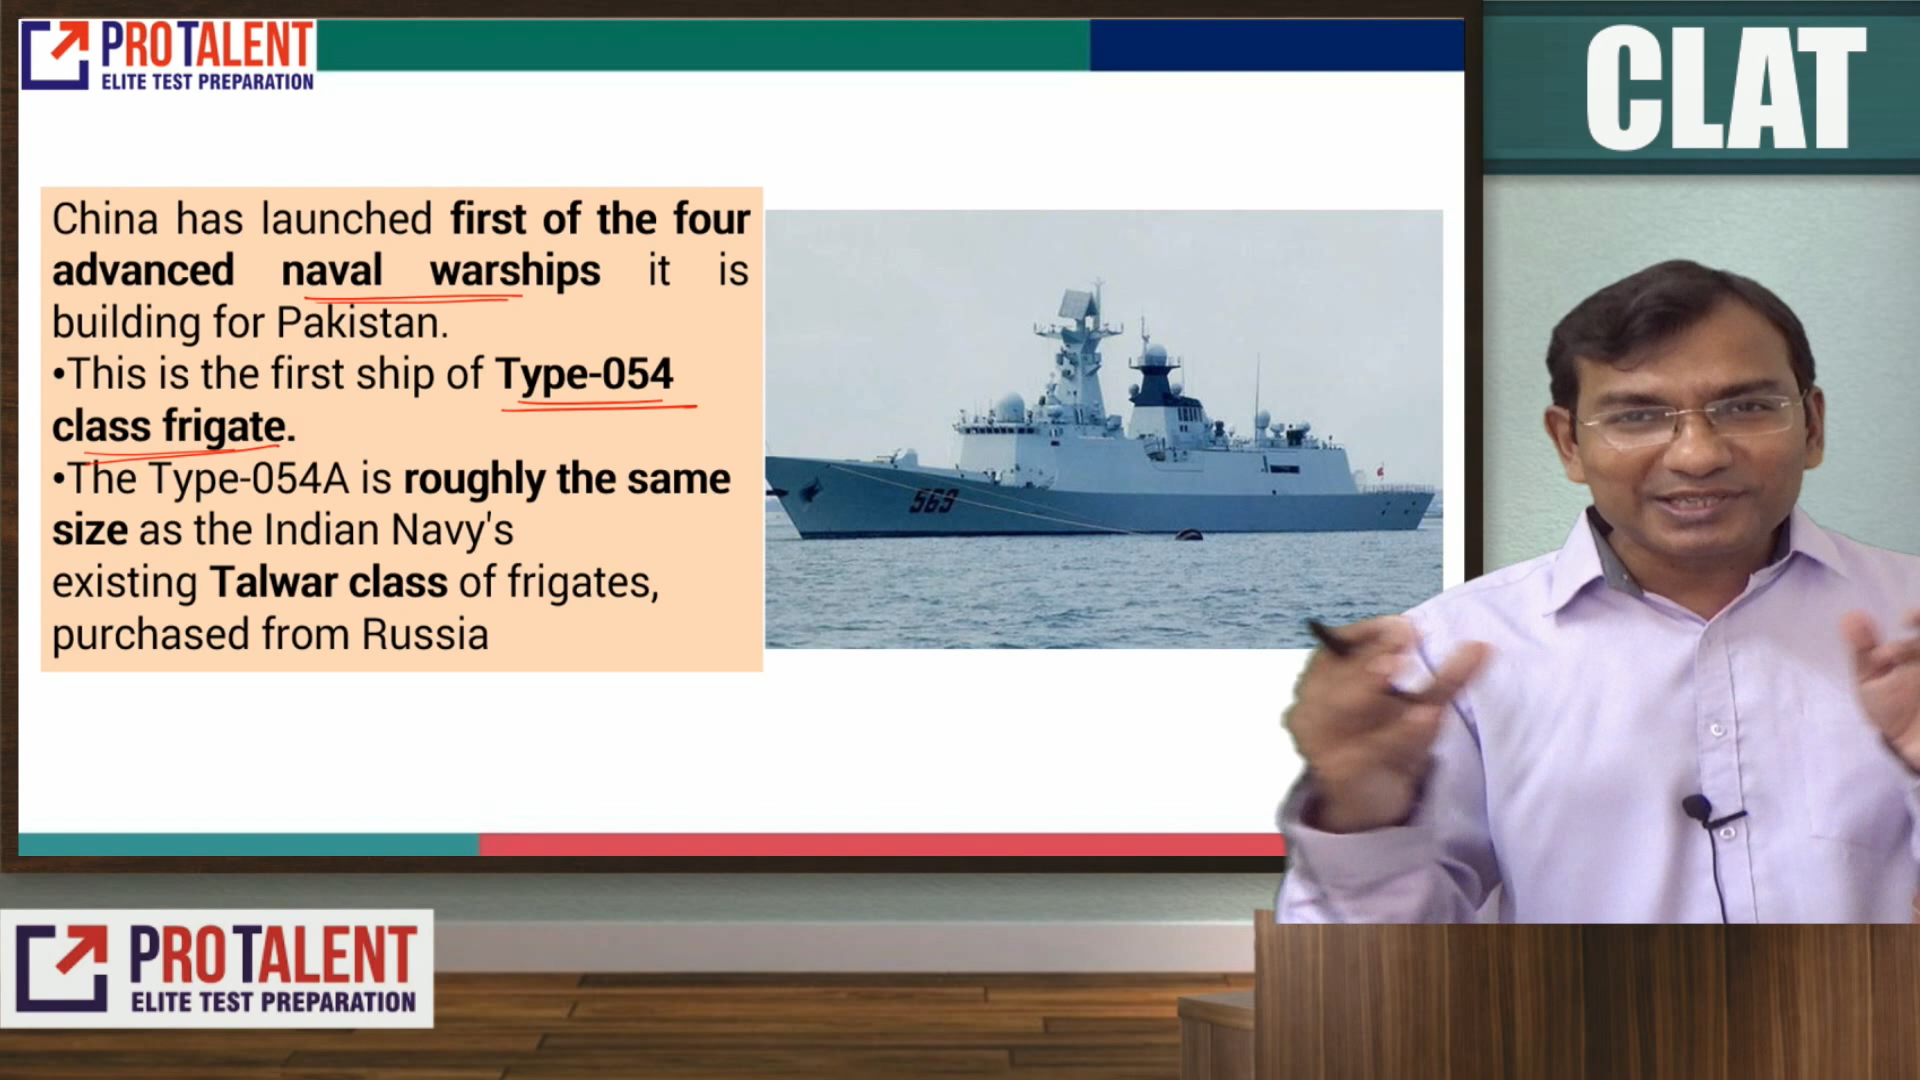 PROTALENT
ELITE TEST PREPARATION
CLAT
China has launched first of the four
advanced naval warships it is
building for Pakistan.
•This is the first ship of Type-054
class frigate.
•The Type-054A is roughly the same
size as the Indian Navy's
existing Talwar class of frigates,
purchased from Russia
569
PROTALENT
ELITE TEST PREPARATION